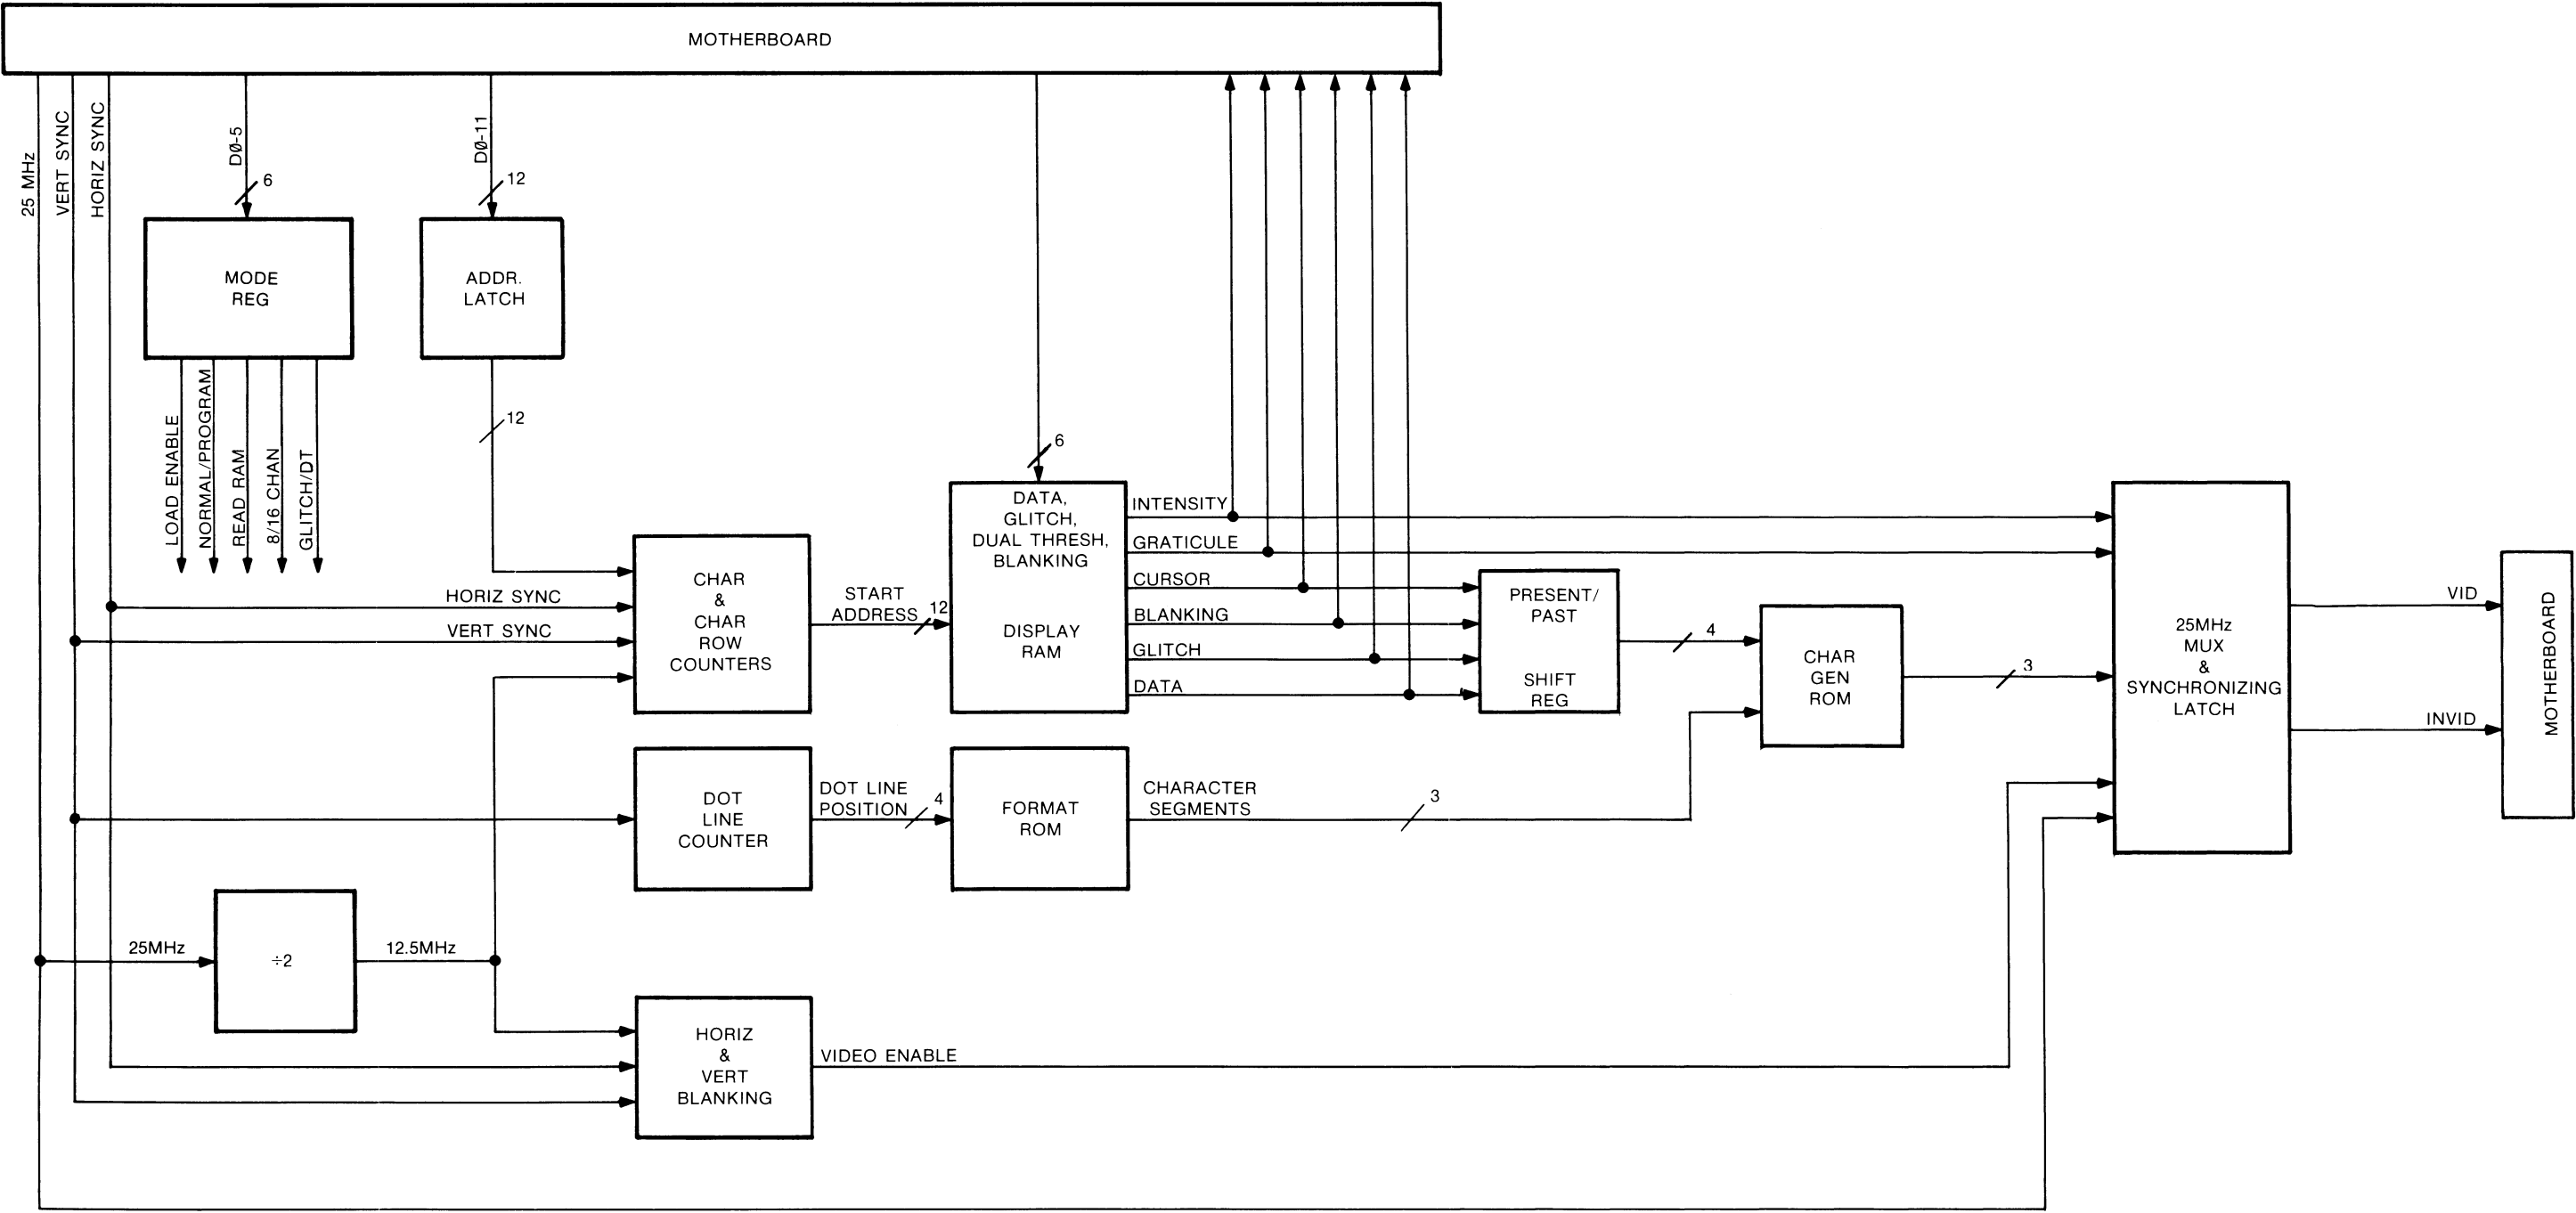 MOTHERBOARD
25 MHz
VERT SYNC
HORIZ SYNC
DØ-5
6
DØ-11
12
MODE
REG
ADDR.
LATCH
LOAD ENABLE
NORMAL/PROGRAM
READ RAM
8/16 CHAN
GLITCH/DT
12
6
HORIZ SYNC
VERT SYNC
CHAR
&
CHAR
ROW
COUNTERS
START
ADDRESS
12
DATA,
GLITCH,
DUAL THRESH,
BLANKING
DISPLAY
RAM
INTENSITY
GRATICULE
CURSOR
BLANKING
GLITCH
DATA
PRESENT/
PAST
SHIFT
REG
4
CHAR
GEN
ROM
3
25MHz
MUX
&
SYNCHRONIZING
LATCH
VID
INVID
MOTHERBOARD
DOT
LINE
COUNTER
DOT LINE
POSITION
4
FORMAT
ROM
CHARACTER
SEGMENTS
3
25MHz
÷2
12.5MHz
HORIZ
&
VERT
BLANKING
VIDEO ENABLE